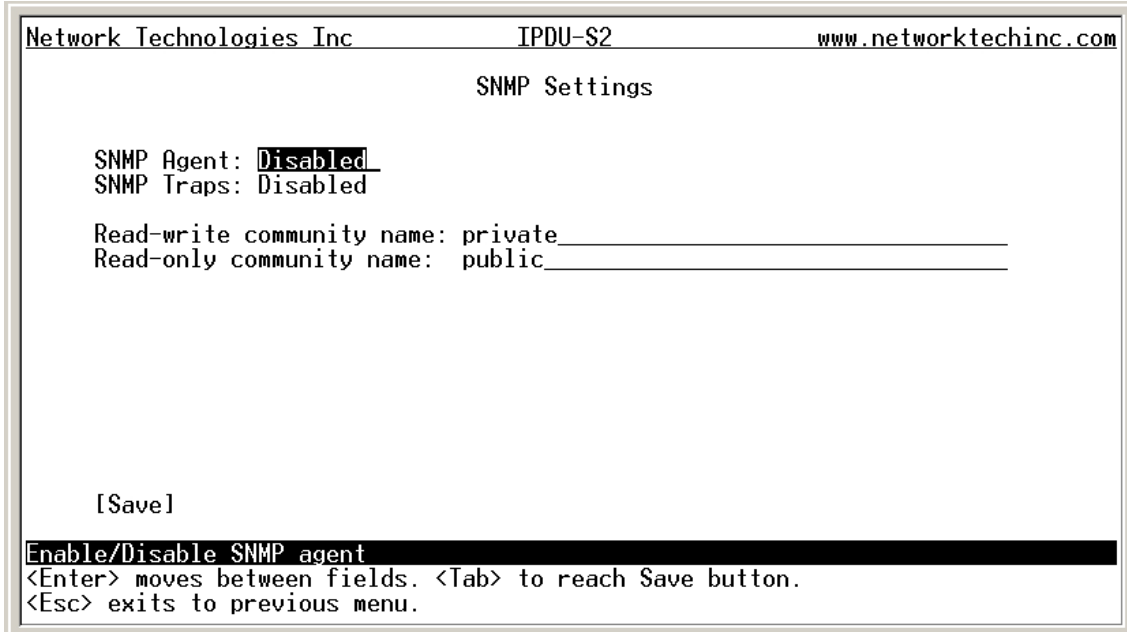 Network Technologies Inc IPDU-S2 www.networktechinc.com
SNMP Settings
SNMP Agent: Disabled_
SNMP Traps: Disabled
Read-write community name: private
Read-only community name: public
[Save]
Enable/Disable SNMP agent
<Enter> moves between fields. <Tab> to reach Save button.
<Esc> exits to previous menu.